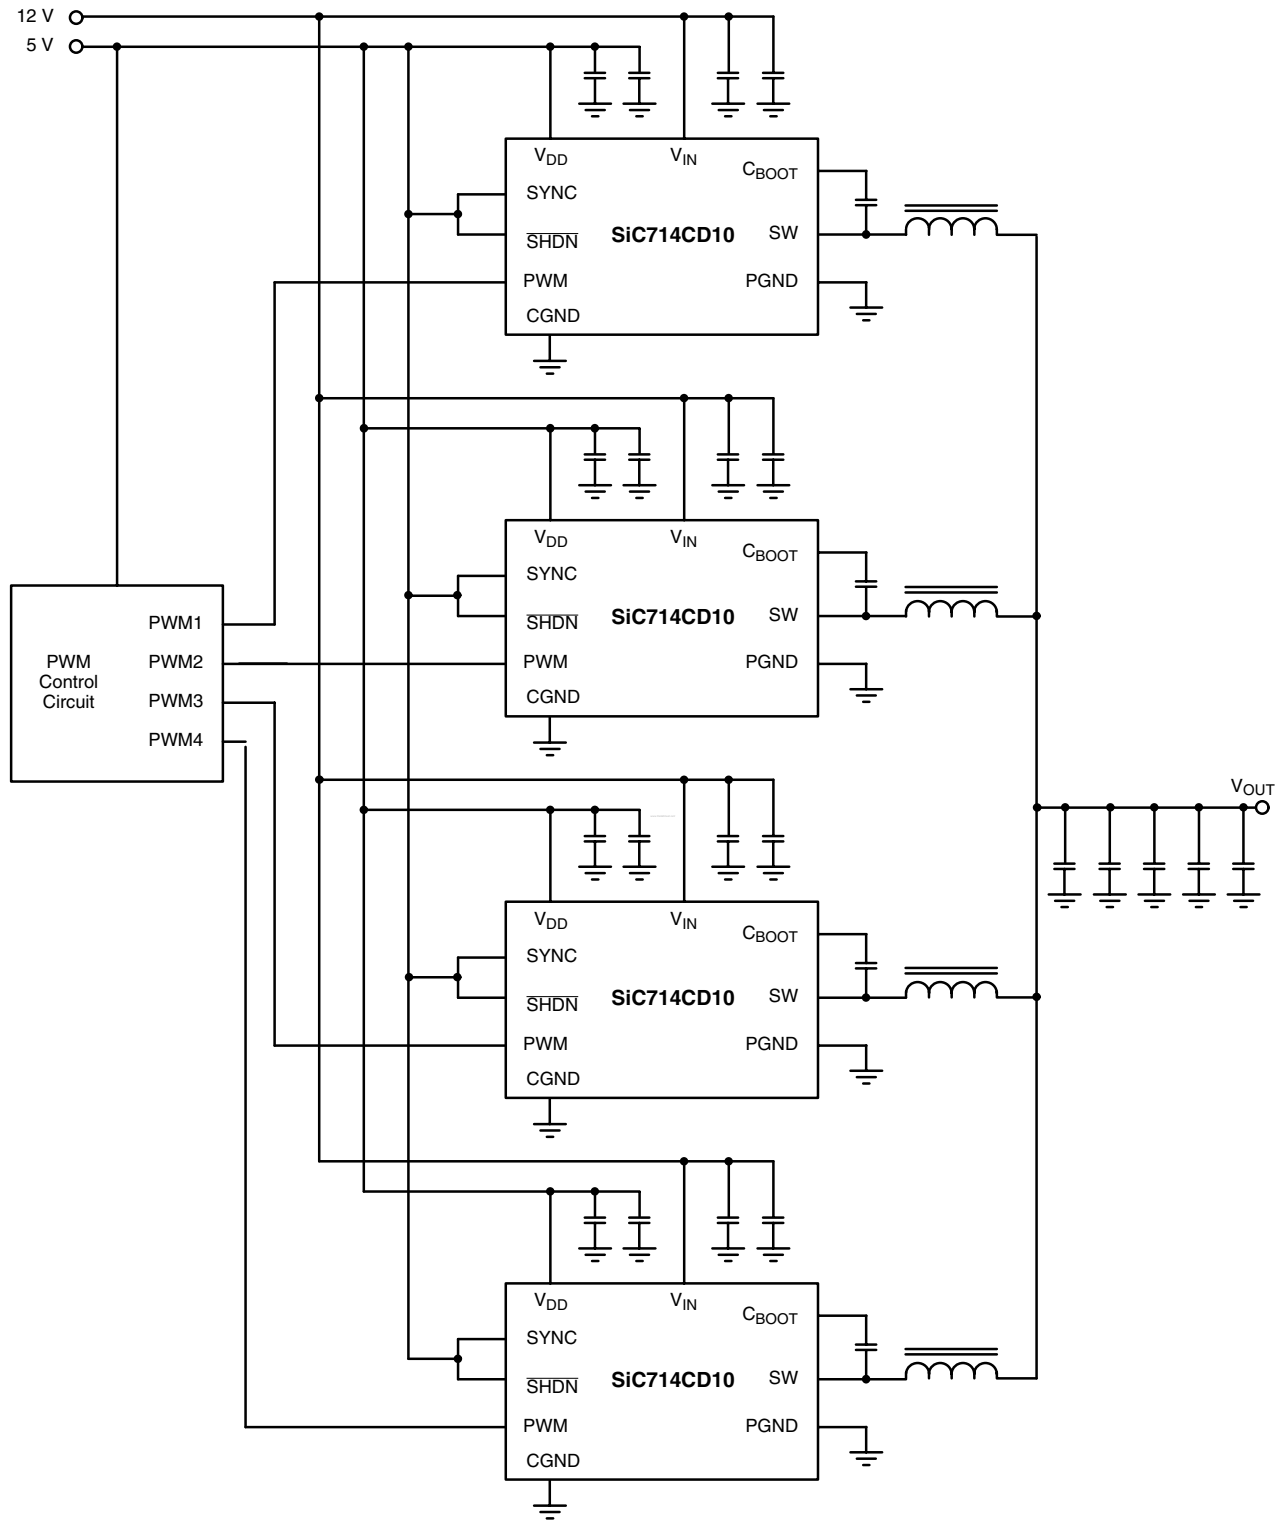 12 V
5 V
VDD
VIN
CBOOT
SYNC
SHDN
SiC714CD10
SW
PWM
PGND
CGND
VDD
VIN
CBOOT
SYNC
SHDN
SiC714CD10
SW
PWM
PGND
CGND
PWM
Control
Circuit
PWM1
PWM2
PWM3
PWM4
VOUT
VDD
VIN
CBOOT
SYNC
SHDN
SiC714CD10
SW
PWM
PGND
CGND
VDD
VIN
CBOOT
SYNC
SHDN
SiC714CD10
SW
PWM
PGND
CGND